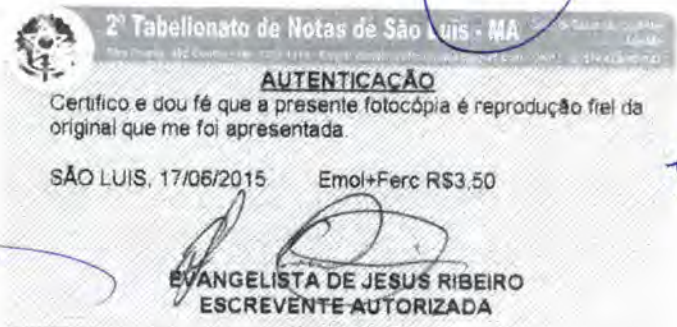 2º Tabelionato de Notas de São Luis - MA
AUTENTICAÇÃO
Certifico e dou fé que a presente fotocópia é reprodução fiel da
original que me foi apresentada.
SÃO LUIS, 17/06/2015 Emol+Ferc R$3,50
EVANGELISTA DE JESUS RIBEIRO
ESCREVENTE AUTORIZADA